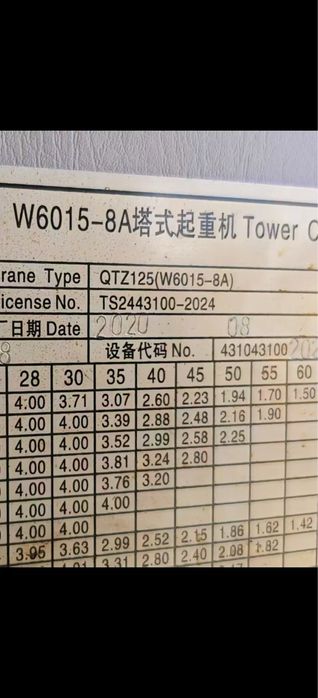 W6015-8A塔式起重机 Tower C
rane Type QTZ125(W6015-8A)
icense No. TS2443100-2024
日期 Date 2020 08
8 设备代码 No. 431043100202
28 30 35 40 45 50 55 60
4.00 3.71 3.07 2.60 2.23 1.94 1.70 1.50
4.00 4.00 3.39 2.88 2.48 2.16 1.90
4.00 4.00 3.52 2.99 2.58 2.25
4.00 4.00 3.81 3.24 2.80
4.00 4.00 3.76 3.20
4.00 4.00 4.00
4.00 4.00
4.00 4.00 2.99 2.52 2.15 1.86 1.62 1.42
3.95 3.63 3.31 2.80 2.40 2.08 1.82